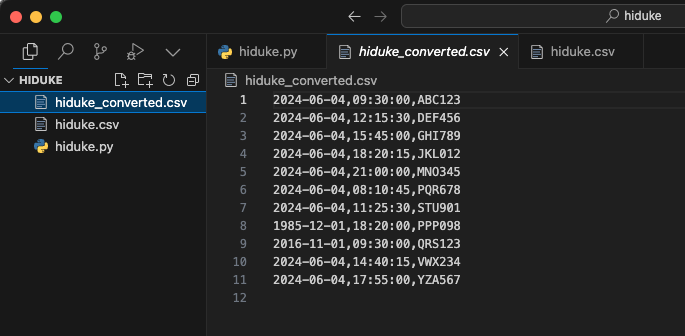 hiduke
hiduke.py
hiduke_converted.csv
hiduke.csv
HIDUKE
hiduke_converted.csv
hiduke.csv
hiduke.py
hiduke_converted.csv
1 2024-06-04,09:30:00,ABC123
2 2024-06-04,12:15:30,DEF456
3 2024-06-04,15:45:00,GHI789
4 2024-06-04,18:20:15,JKL012
5 2024-06-04,21:00:00,MNO345
6 2024-06-04,08:10:45,PQR678
7 2024-06-04,11:25:30,STU901
8 1985-12-01,18:20:00,PPP098
9 2016-11-01,09:30:00,QRS123
10 2024-06-04,14:40:15,VWX234
11 2024-06-04,17:55:00,YZA567
12